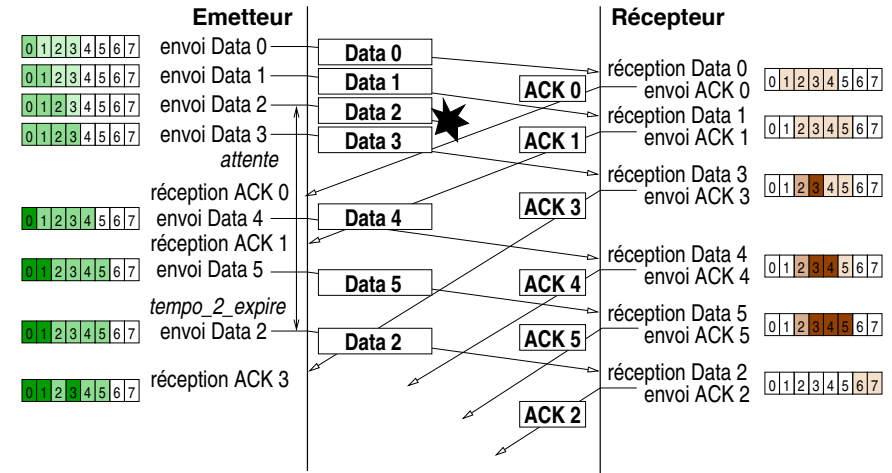 Emetteur
Récepteur
0 1 2 3 4 5 6 7 envoi Data 0
Data 0
réception Data 0
0 1 2 3 4 5 6 7 envoi Data 1
Data 1
ACK 0
envoi ACK 0
0 1 2 3 4 5 6 7
0 1 2 3 4 5 6 7 envoi Data 2
Data 2
réception Data 1
0 1 2 3 4 5 6 7 envoi Data 3
Data 3
ACK 1
envoi ACK 1
0 1 2 3 4 5 6 7
attente
réception Data 3
réception ACK 0
envoi ACK 3
0 1 2 3 4 5 6 7
0 1 2 3 4 5 6 7 envoi Data 4
Data 4
ACK 3
réception ACK 1
réception Data 4
0 1 2 3 4 5 6 7 envoi Data 5
Data 5
ACK 4
envoi ACK 4
0 1 2 3 4 5 6 7
tempo_2_expire
réception Data 5
0 1 2 3 4 5 6 7 envoi Data 2
Data 2
ACK 5
envoi ACK 5
0 1 2 3 4 5 6 7
réception Data 2
0 1 2 3 4 5 6 7 réception ACK 3
envoi ACK 2
0 1 2 3 4 5 6 7
ACK 2